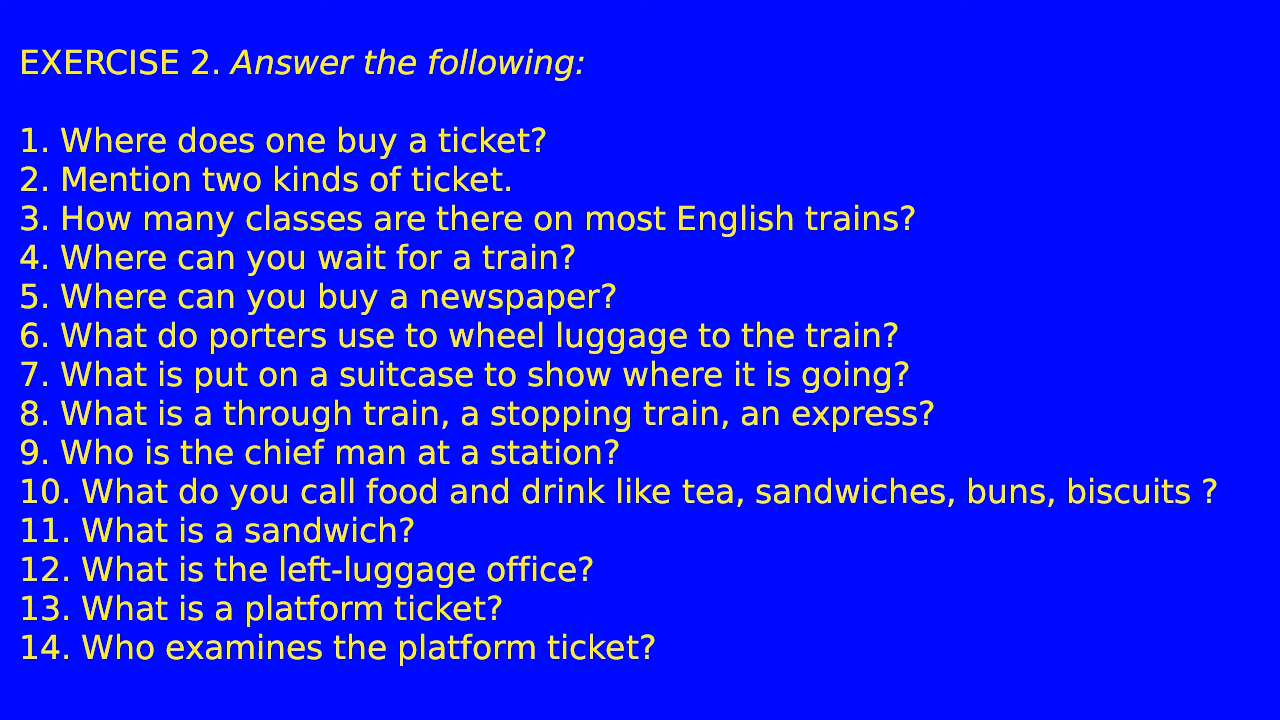 EXERCISE 2. Answer the following:
1. Where does one buy a ticket?
2. Mention two kinds of ticket.
3. How many classes are there on most English trains?
4. Where can you wait for a train?
5. Where can you buy a newspaper?
6. What do porters use to wheel luggage to the train?
7. What is put on a suitcase to show where it is going?
8. What is a through train, a stopping train, an express?
9. Who is the chief man at a station?
10. What do you call food and drink like tea, sandwiches, buns, biscuits ?
11. What is a sandwich?
12. What is the left-luggage office?
13. What is a platform ticket?
14. Who examines the platform ticket?